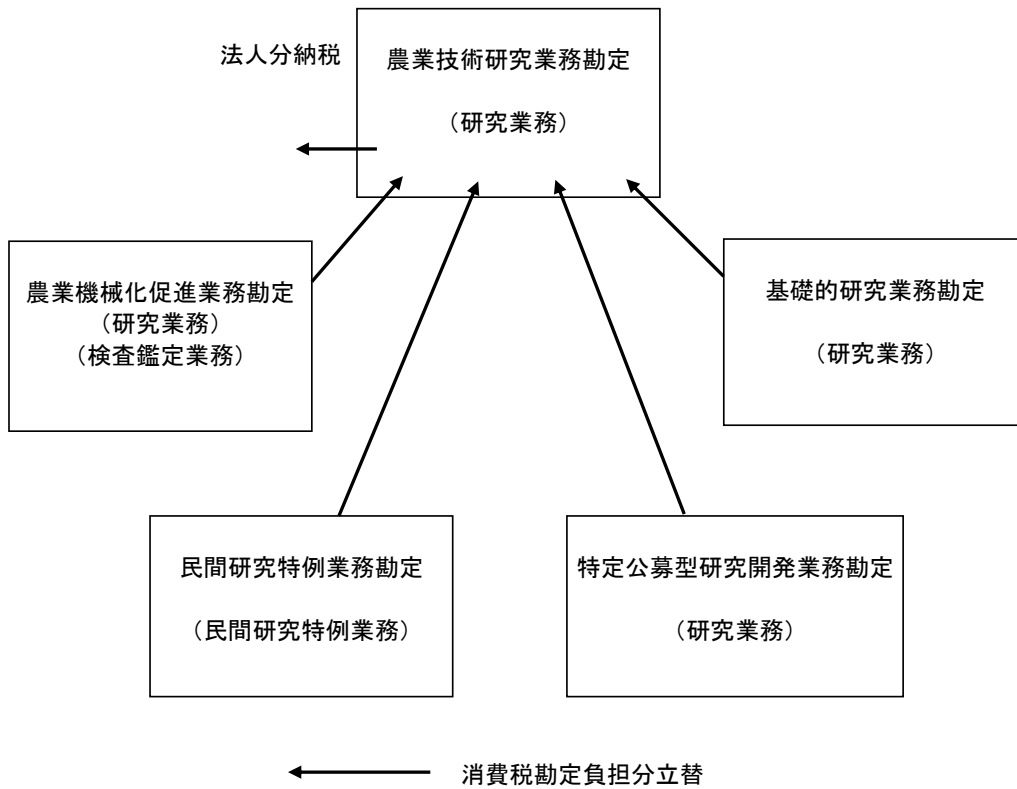 法人分納税
農業技術研究業務勘定
（研究業務）
農業機械化促進業務勘定
（研究業務）
（検査鑑定業務）
基礎的研究業務勘定
（研究業務）
民間研究特例業務勘定
（民間研究特例業務）
特定公募型研究開発業務勘定
（研究業務）
消費税勘定負担分立替